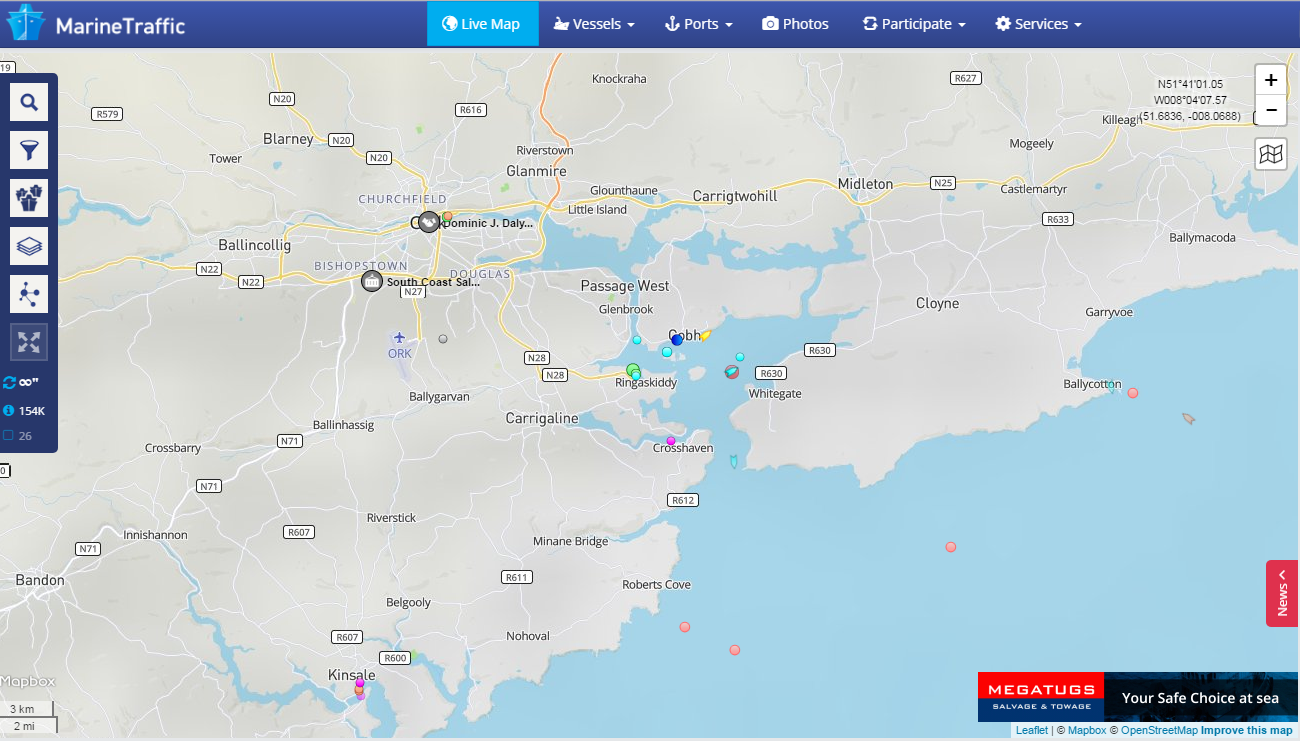 MarineTraffic
Live Map
Vessels
Ports
Photos
Participate
Services
19
Knockraha
R627
N51°41'01.05
W008°04'07.57
(51.6836, -008.0688)
+
−
N20
R616
R579
Killeagh
Blarney
N20
Mogeely
Riverstown
Tower
N20
Glanmire
Midleton
N25
Castlemartyr
Glounthaune
Carrigtwohill
CHURCHFIELD
Little Island
R633
Dominic J. Daly...
Ballymacoda
Ballincollig
BISHOPSTOWN
N22
DOUGLAS
N22
South Coast Sal...
Passage West
N27
Cloyne
Glenbrook
Garryvoe
Cobh
ORK
R630
N28
R630
N28
Ringaskiddy
Ballycotton
∞"
Whitegate
Ballygarvan
154K
Carrigaline
Ballinhassig
26
N71
Crossbarry
Crosshaven
0
N71
R612
Riverstick
R607
Innishannon
Minane Bridge
N71
R611
Bandon
Roberts Cove
News
Belgooly
R607
Nohoval
R600
Kinsale
Mapbox
MEGATUGS
SALVAGE & TOWAGE
Your Safe Choice at sea
3 km
2 mi
Leaflet | © Mapbox © OpenStreetMap Improve this map